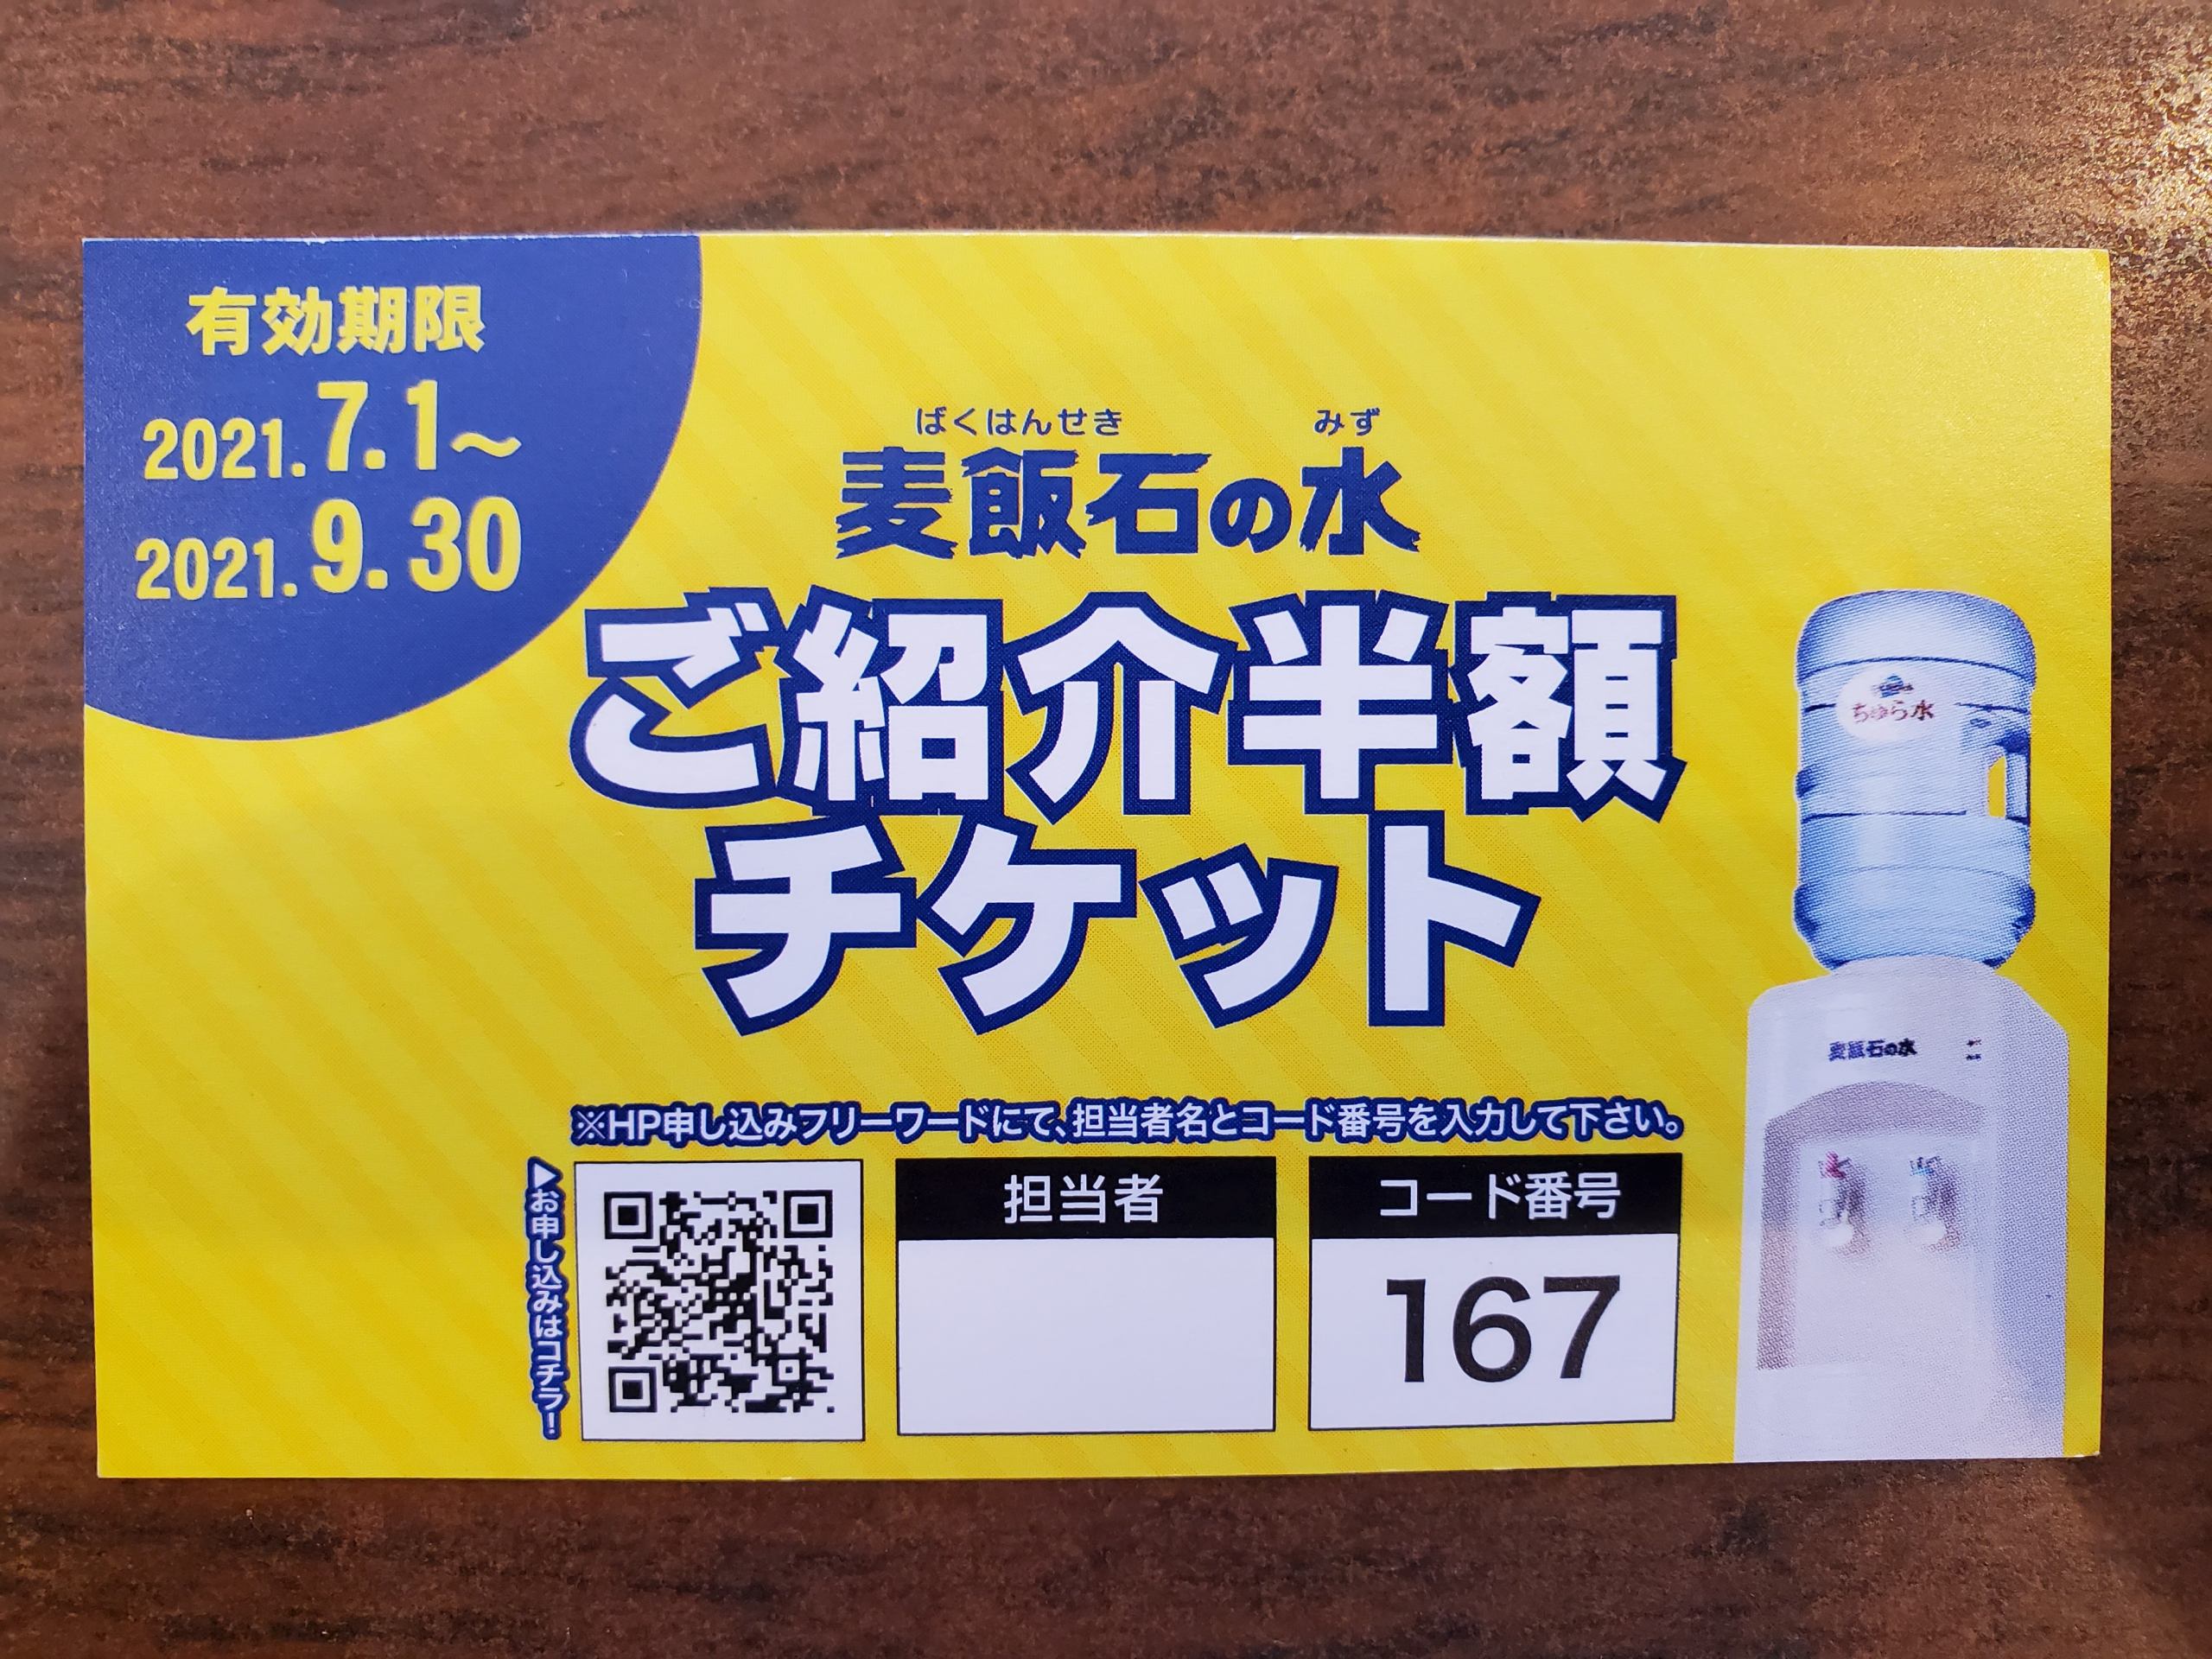 有効期限
2021.7.1～
2021.9.30
ばくはんせき みず
麦飯石の水
ご紹介半額
チケット
ちゅら水
麦飯石の水
※HP申し込みフリーワードにて、担当者名とコード番号を入力して下さい。
▶お申し込みはコチラ！
担当者
コード番号
167